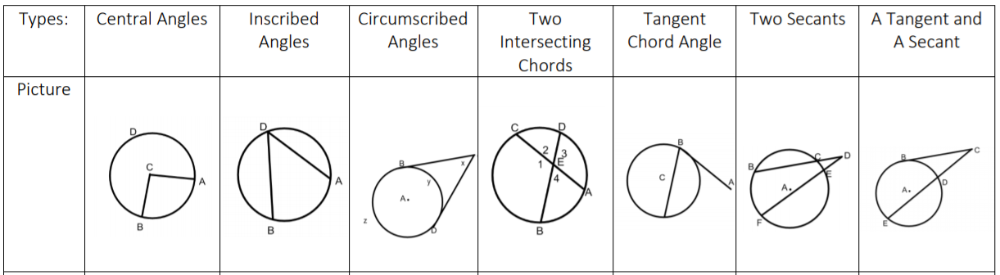 Types:
Central Angles
Inscribed
Angles
Circumscribed
Angles
Two
Intersecting
Chords
Tangent
Chord Angle
Two Secants
A Tangent and
A Secant
Picture
D
C
A
B
D
A
B
B
x
y
A.
z
D
C
D
2
3
1
E
4
A
B
B
C
A
B
C
D
E
A.
F
B
C
D
A.
E